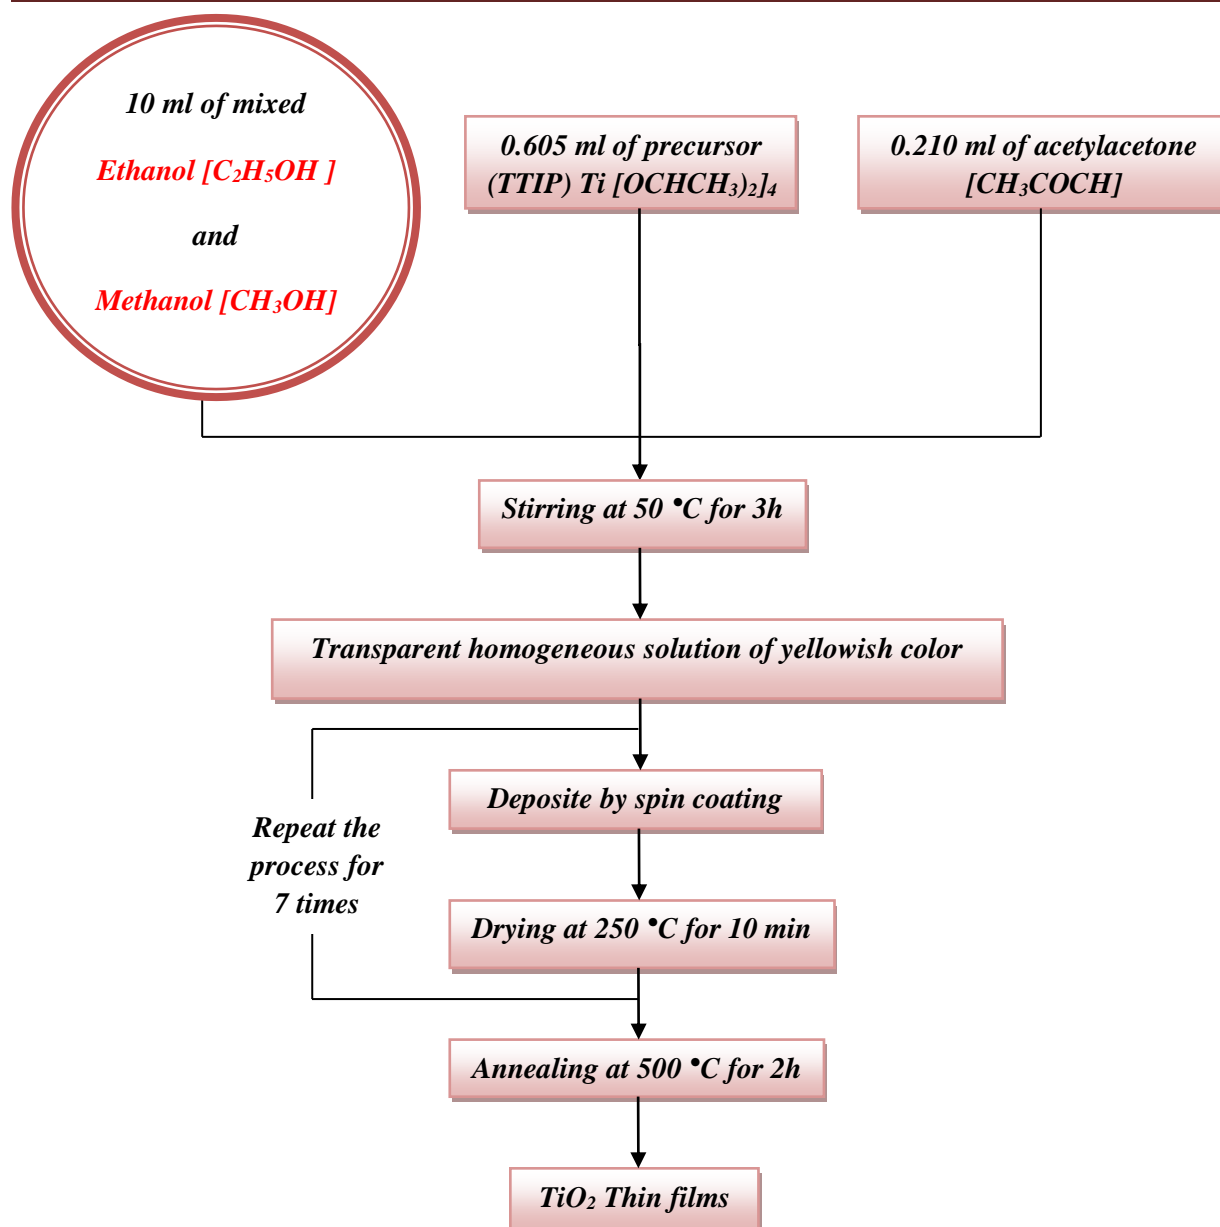 10 ml of mixed
Ethanol [C₂H₅OH ]
and
Methanol [CH₃OH]
0.605 ml of precursor
(TTIP) Ti [OCHCH₃)₂]₄
0.210 ml of acetylacetone
[CH₃COCH]
Stirring at 50 °C for 3h
Transparent homogeneous solution of yellowish color
Deposite by spin coating
Repeat the
process for
7 times
Drying at 250 °C for 10 min
Annealing at 500 °C for 2h
TiO₂ Thin films